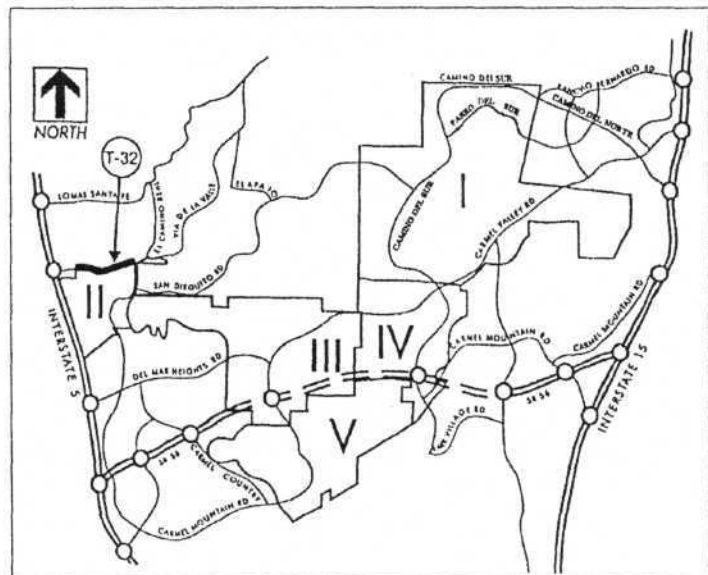 NORTH
T-32
LOMAS SANTA FE
EL CAMINO REAL
VIA DE LA VALLE
EL APAJO
SAN DIEGUITO RD
CAMINO DEL SUR
PASEO DEL SUR
RANCHO BERNARDO RD
CAMINO DEL NORTE
CAMINO DEL SUR
I
CARMEL VALLEY RD
II
INTERSTATE 5
DEL MAR HEIGHTS RD
III
IV
CARMEL MOUNTAIN RD
CARMEL MOUNTAIN RD
SR 56
INTERSTATE 15
V
VILLAGE RD
SR 56
CARMEL COUNTRY
CARMEL MOUNTAIN RD